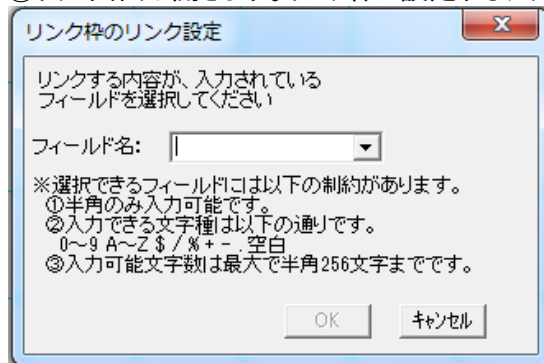 リンク枠のリンク設定
リンクする内容が、入力されている
フィールドを選択してください
フィールド名:
※選択できるフィールドには以下の制約があります。
①半角のみ入力可能です。
②入力できる文字種は以下の通りです。
0～9 A～Z $ / % + - . 空白
③入力可能文字数は最大で半角256文字までです。
OK
キャンセル